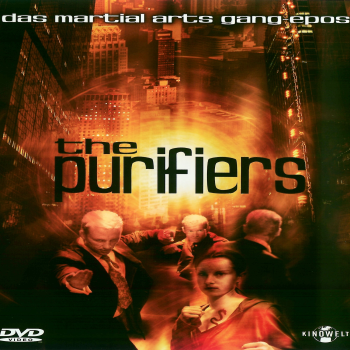 das martial arts gang-epos
the
purifiers
DVD
VIDEO
KINOWELT